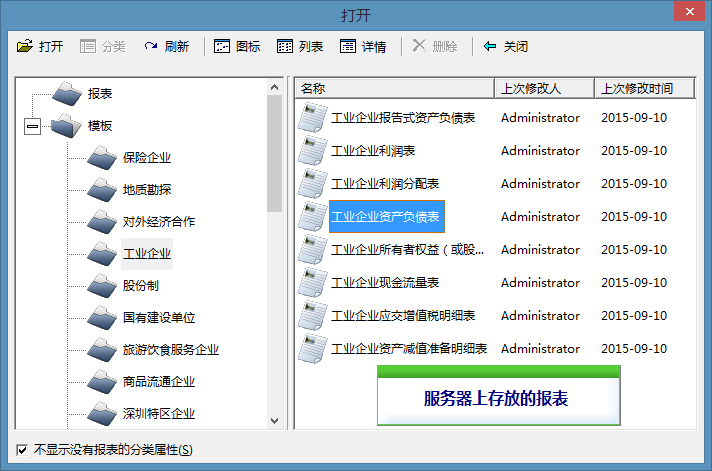 打开
打开 分类 刷新 图标 列表 详情 删除 关闭
报表
模板
保险企业
地质勘探
对外经济合作
工业企业
股份制
国有建设单位
旅游饮食服务企业
商品流通企业
深圳特区企业
名称 上次修改人 上次修改时间
工业企业报告式资产负债表 Administrator 2015-09-10
工业企业利润表 Administrator 2015-09-10
工业企业利润分配表 Administrator 2015-09-10
工业企业资产负债表 Administrator 2015-09-10
工业企业所有者权益（或股... Administrator 2015-09-10
工业企业现金流量表 Administrator 2015-09-10
工业企业应交增值税明细表 Administrator 2015-09-10
工业企业资产减值准备明细表 Administrator 2015-09-10
服务器上存放的报表
不显示没有报表的分类属性(S)